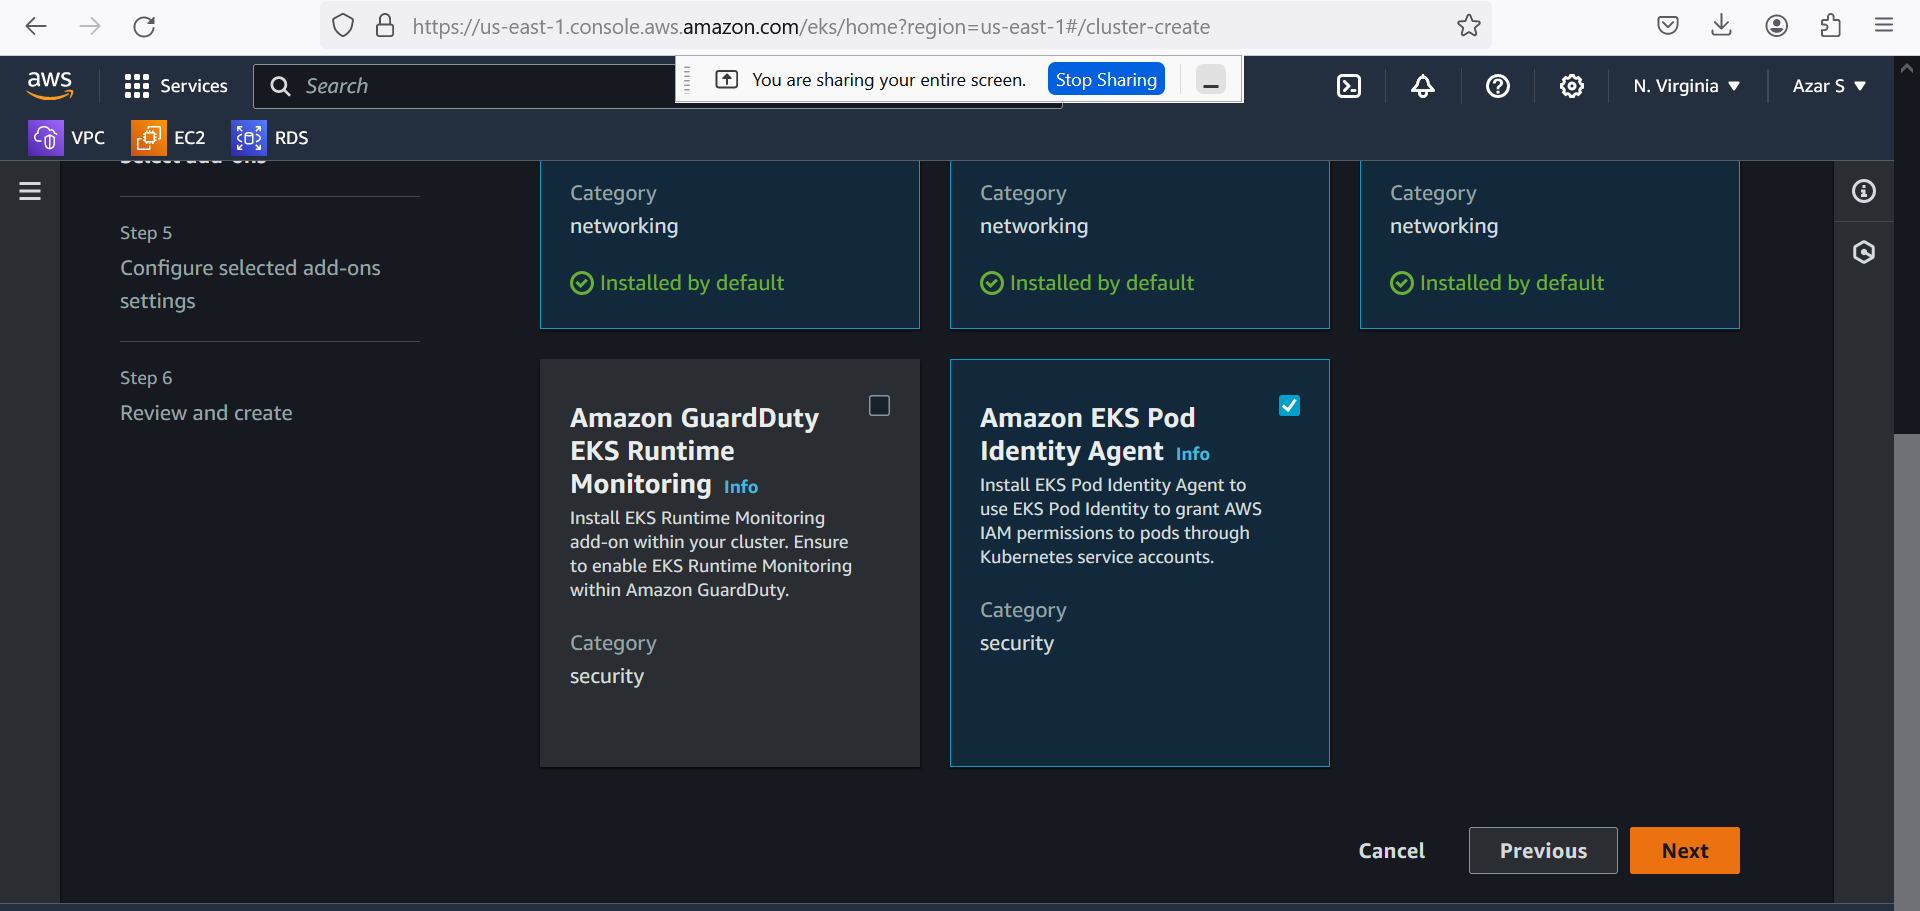 https://us-east-1.console.aws.amazon.com/eks/home?region=us-east-1#/cluster-create
aws
Services
Search
You are sharing your entire screen.
Stop Sharing
N. Virginia
Azar S
VPC
EC2
RDS
Select add-ons
Step 5
Configure selected add-ons
settings
Step 6
Review and create
Category
networking
Installed by default
Category
networking
Installed by default
Category
networking
Installed by default
Amazon GuardDuty
EKS Runtime
Monitoring Info
Install EKS Runtime Monitoring
add-on within your cluster. Ensure
to enable EKS Runtime Monitoring
within Amazon GuardDuty.
Category
security
Amazon EKS Pod
Identity Agent Info
Install EKS Pod Identity Agent to
use EKS Pod Identity to grant AWS
IAM permissions to pods through
Kubernetes service accounts.
Category
security
Cancel
Previous
Next